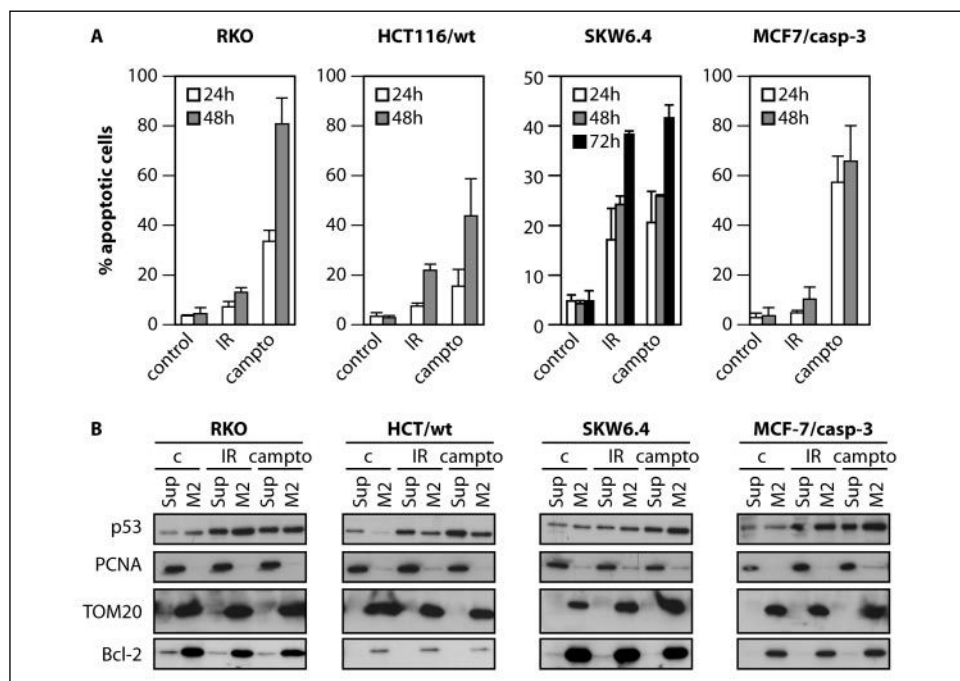 A RKO HCT116/wt SKW6.4 MCF7/casp-3
% apoptotic cells
100 80 60 40 20 0
24h
48h
control IR campto
100 80 60 40 20 0
24h
48h
control IR campto
50 40 30 20 10 0
24h
48h
72h
control IR campto
100 80 60 40 20 0
24h
48h
control IR campto
B RKO HCT/wt SKW6.4 MCF-7/casp-3
c IR campto c IR campto c IR campto c IR campto
Sup M2 Sup M2 Sup M2 Sup M2 Sup M2 Sup M2 Sup M2 Sup M2 Sup M2 Sup M2 Sup M2 Sup M2
p53
PCNA
TOM20
Bcl-2